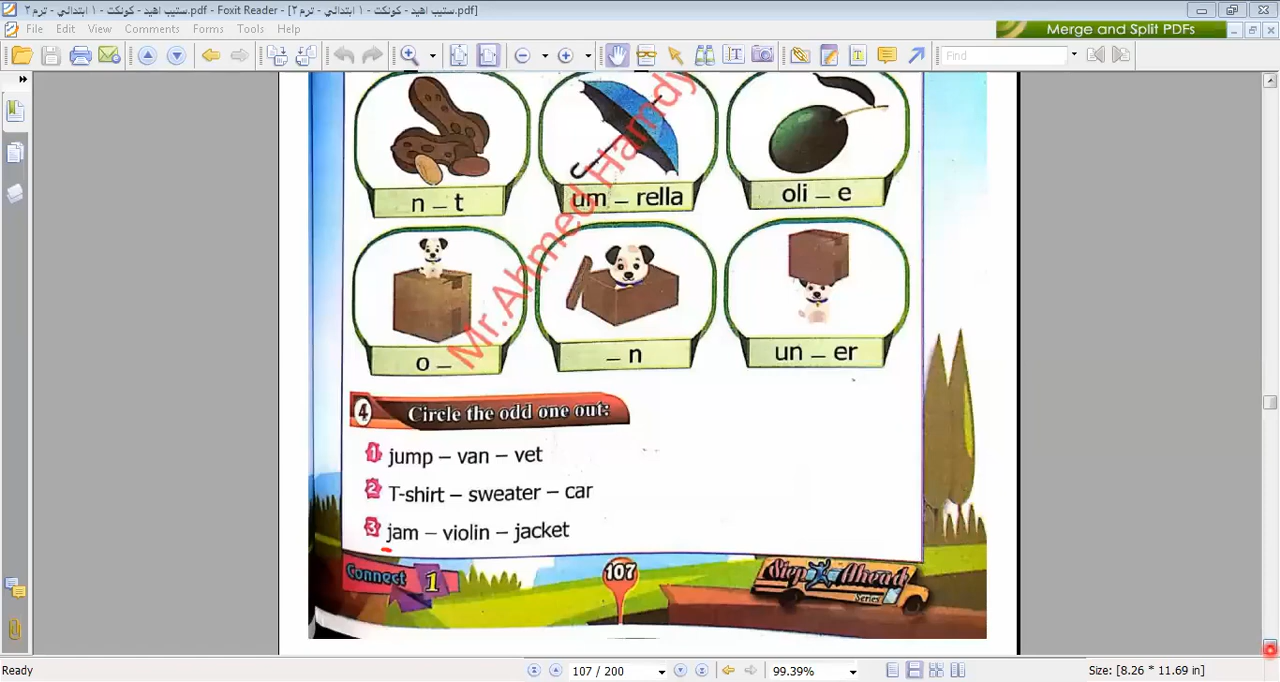 ستيب اهيد - كونكت - ١ ابتدائي - ترم ٢.pdf - Foxit Reader - [ستيب اهيد - كونكت - ١ ابتدائي - ترم ٢.pdf]
File Edit View Comments Forms Tools Help
Merge and Split PDFs
Find
n _ t
um _ rella
oli _ e
Mr.Ahmed Hamdy
o _
_ n
un _ er
4 Circle the odd one out:
1 jump – van – vet
2 T-shirt – sweater – car
3 jam – violin – jacket
Connect 1
107
Step Ahead
Series
Ready
107 / 200
99.39%
Size: [8.26 * 11.69 in]